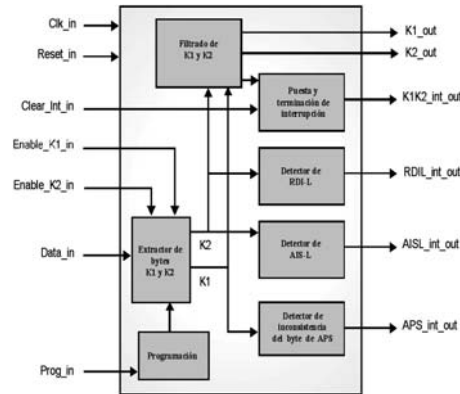 Clk_in
Reset_in
Clear_Int_in
Enable_K1_in
Enable_K2_in
Data_in
Prog_in
Filtrado de
K1 y K2
Puesta y
terminación de
interrupción
Detector de
RDI-L
Extractor de
bytes
K1 y K2
K2
K1
Detector de
AIS-L
Detector de
inconsistencia
del byte de APS
Programación
K1_out
K2_out
K1K2_int_out
RDIL_int_out
AISL_int_out
APS_int_out